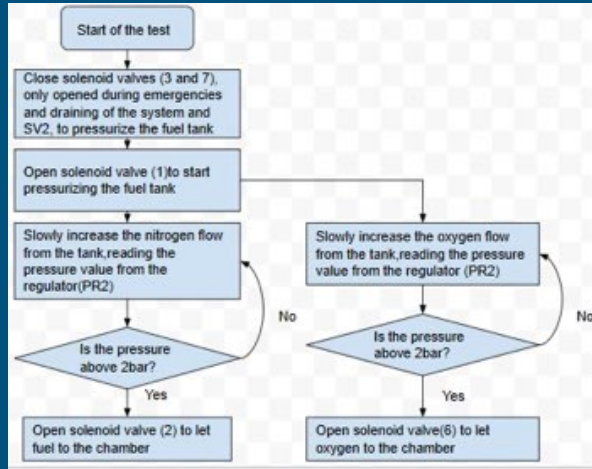 Start of the test
Close solenoid valves (3 and 7),
only opened during emergencies
and draining of the system and
SV2, to pressurize the fuel tank
Open solenoid valve (1)to start
pressurizing the fuel tank
Slowly increase the nitrogen flow
from the tank,reading the
pressure value from the
regulator(PR2)
No
Is the pressure
above 2bar?
Yes
Open solenoid valve (2) to let
fuel to the chamber
Slowly increase the oxygen flow
from the tank,reading the pressure
value from the regulator (PR2)
No
Is the pressure
above 2bar?
Yes
Open solenoid valve(6) to let
oxygen to the chamber